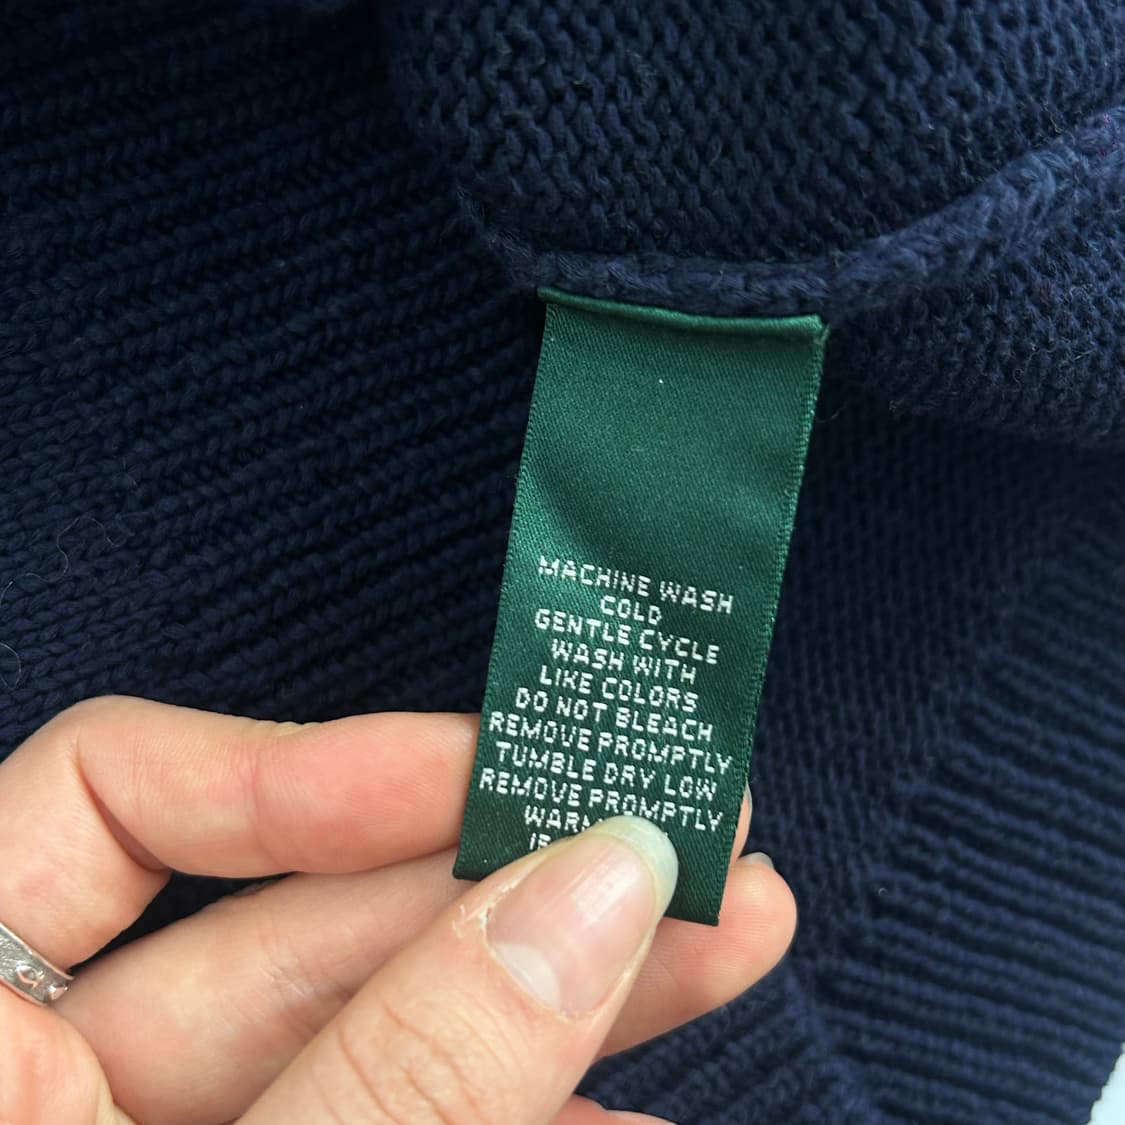 MACHINE WASH
COLD
GENTLE CYCLE
WASH WITH
LIKE COLORS
DO NOT BLEACH
REMOVE PROMPTLY
TUMBLE DRY LOW
REMOVE PROMPTLY